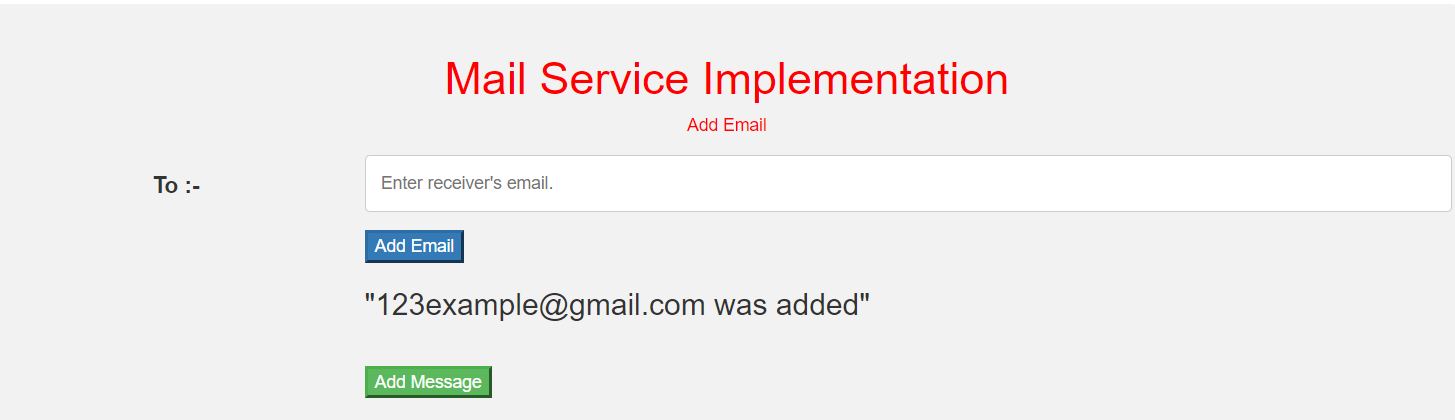 Mail Service Implementation
Add Email
To :-
Enter receiver's email.
Add Email
"123example@gmail.com was added"
Add Message